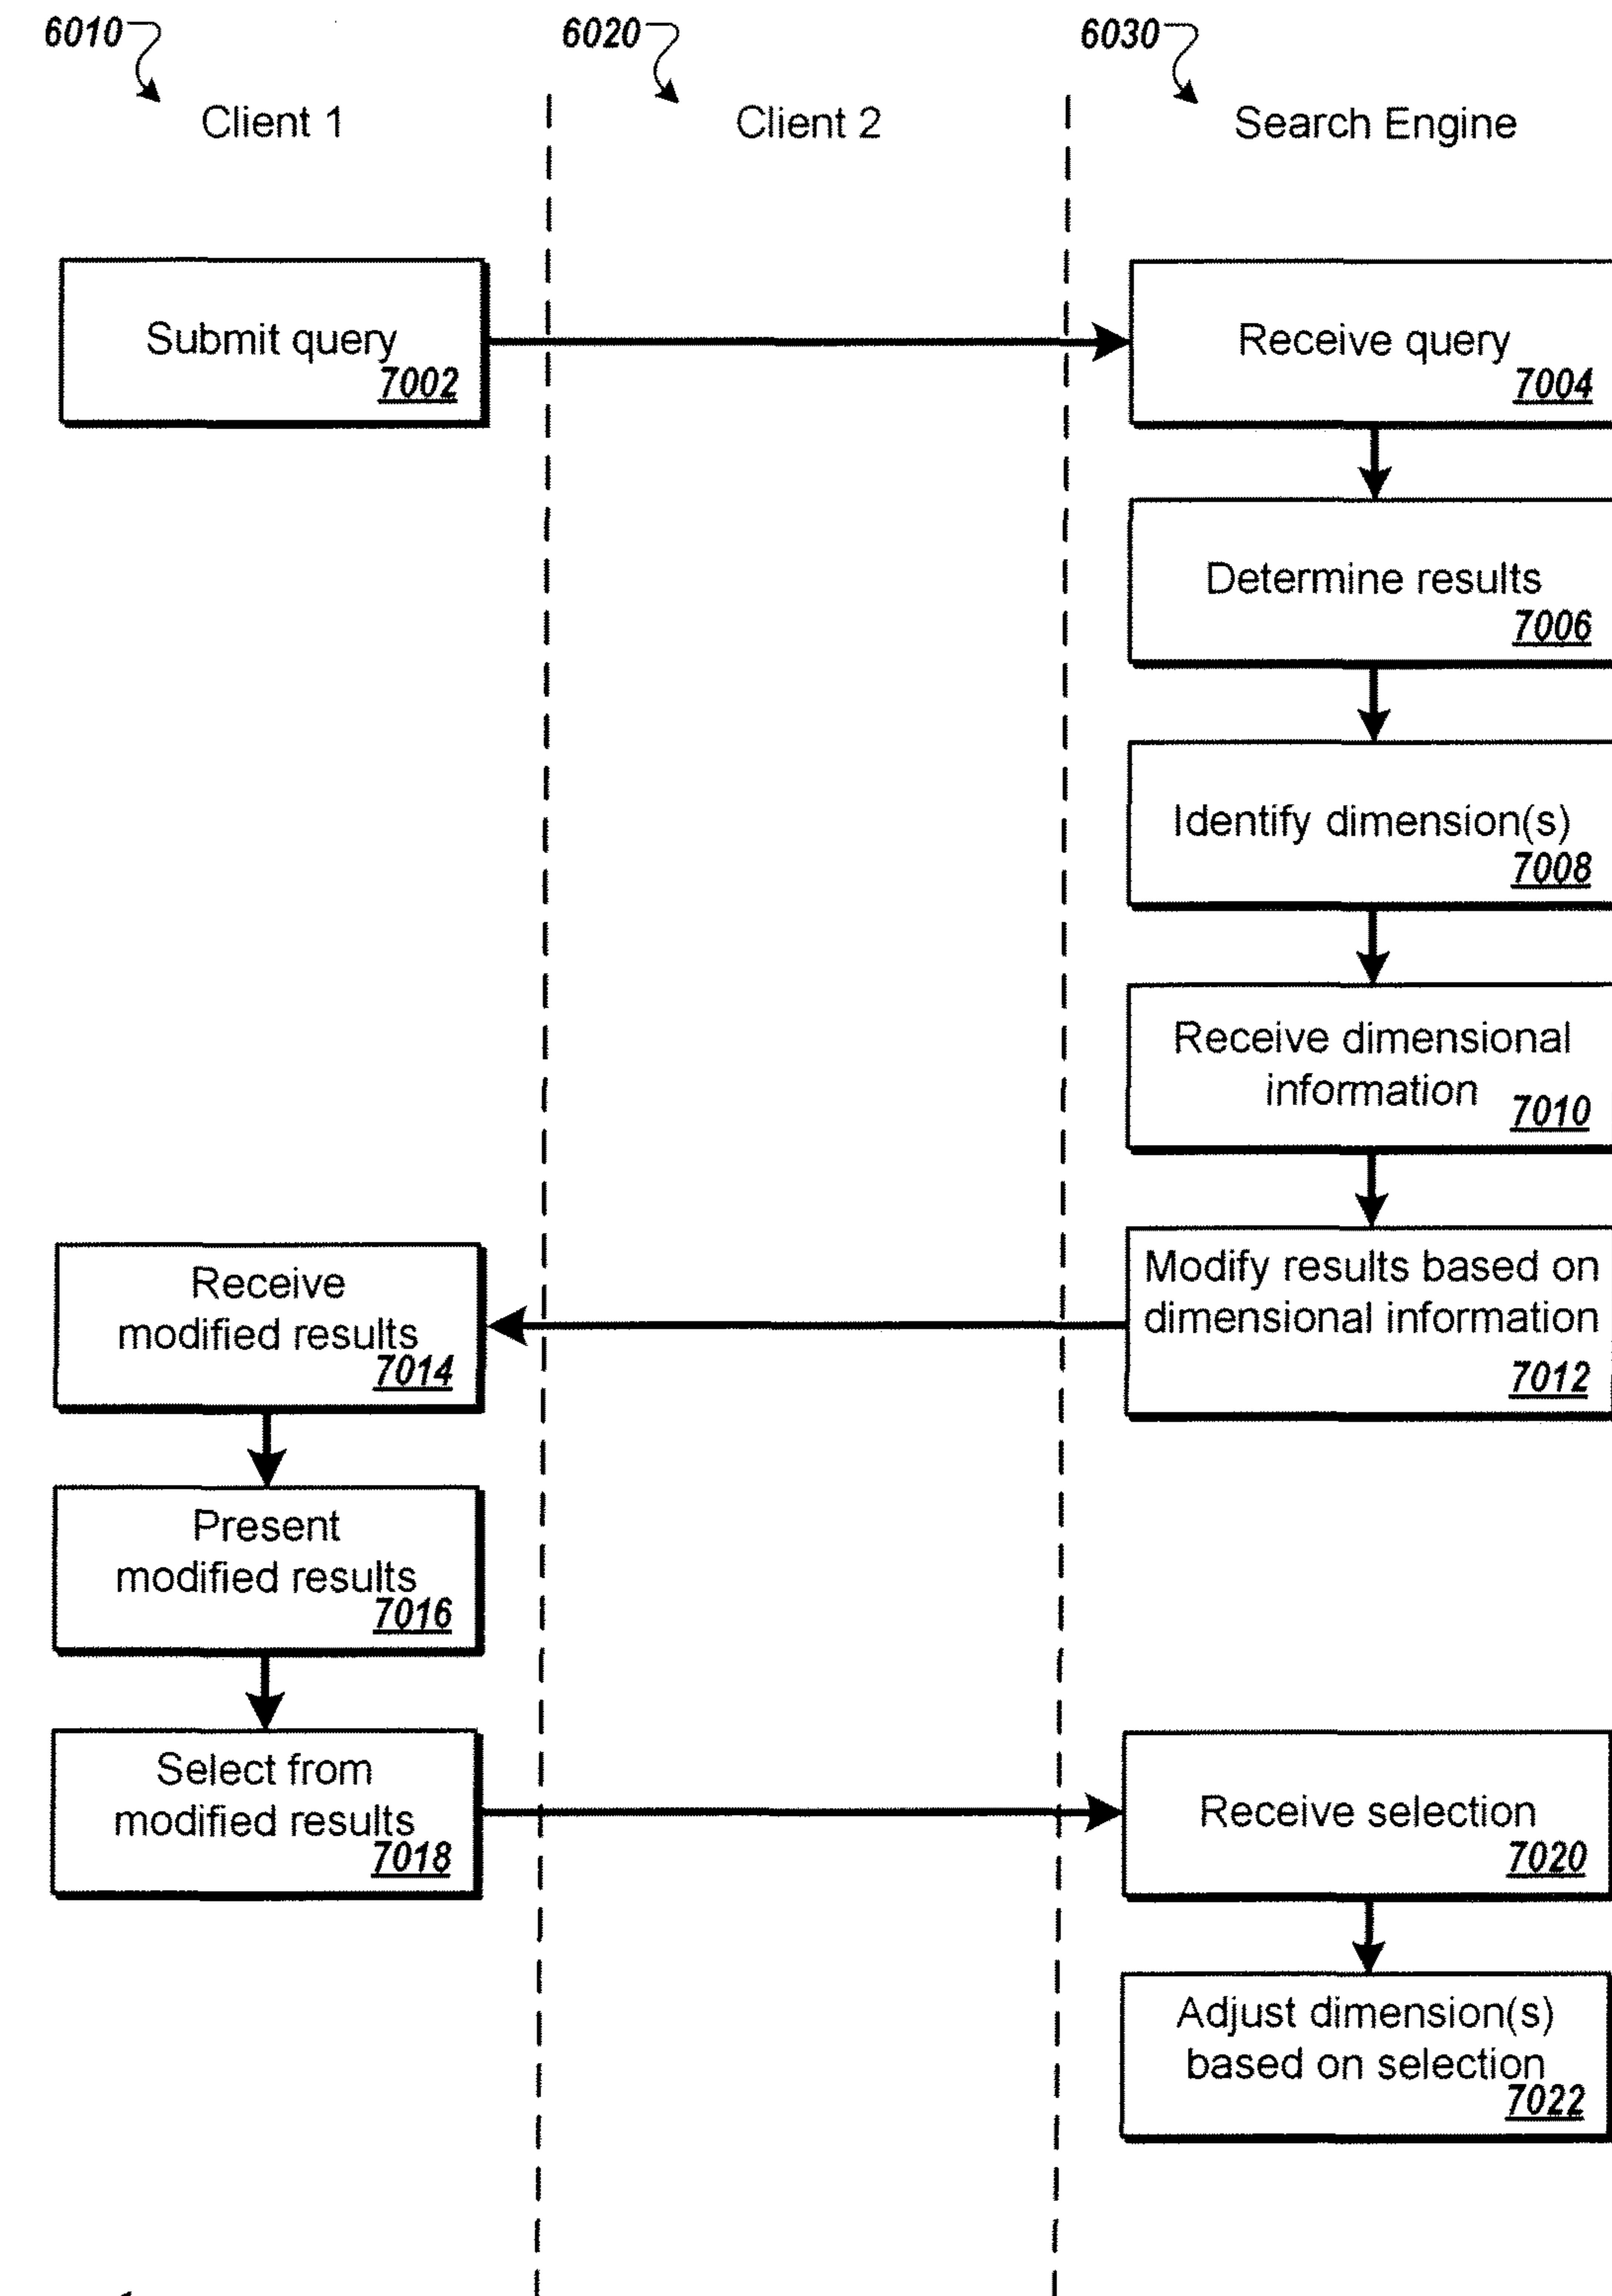 6010
6020
6030
Client 1
Client 2
Search Engine
Submit query
7002
Receive query
7004
Determine results
7006
Identify dimension(s)
7008
Receive dimensional
information
7010
Modify results based on
dimensional information
7012
Receive
modified results
7014
Present
modified results
7016
Select from
modified results
7018
Receive selection
7020
Adjust dimension(s)
based on selection
7022